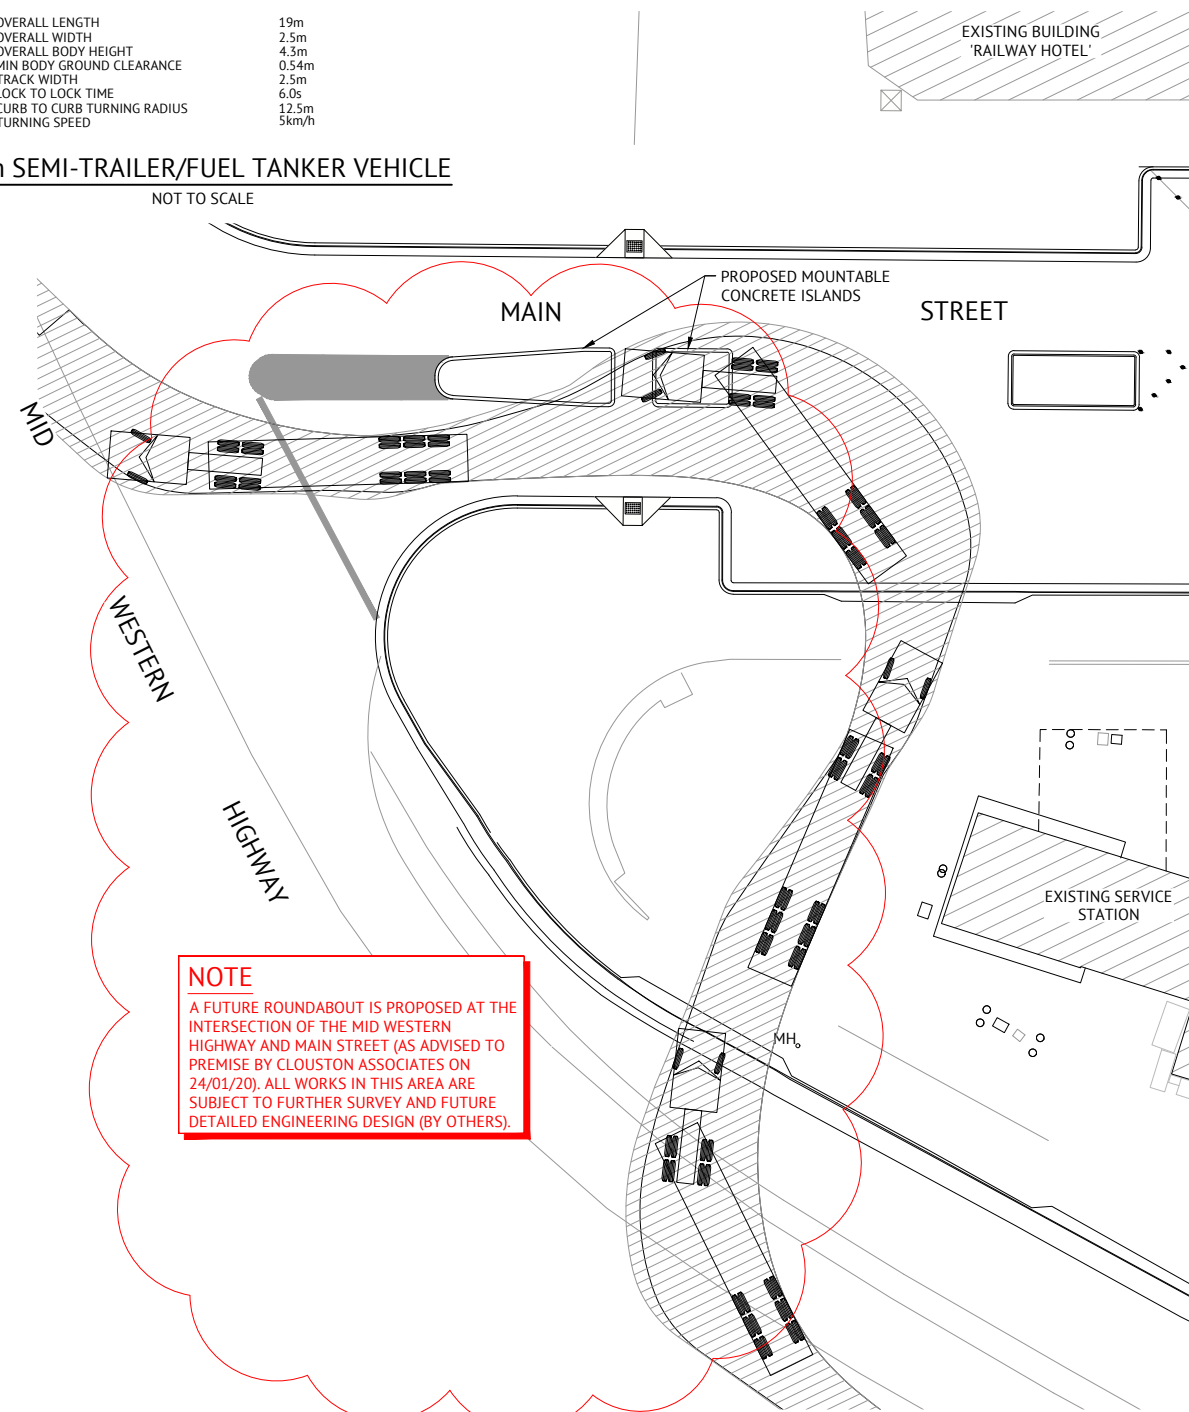 OVERALL LENGTH 19m
OVERALL WIDTH 2.5m
OVERALL BODY HEIGHT 4.3m
MIN BODY GROUND CLEARANCE 0.54m
TRACK WIDTH 2.5m
LOCK TO LOCK TIME 6.0s
CURB TO CURB TURNING RADIUS 12.5m
TURNING SPEED 5km/h
SEMI-TRAILER/FUEL TANKER VEHICLE
NOT TO SCALE
EXISTING BUILDING
'RAILWAY HOTEL'
PROPOSED MOUNTABLE
CONCRETE ISLANDS
MAIN STREET
MID
WESTERN
HIGHWAY
EXISTING SERVICE
STATION
MH
NOTE
A FUTURE ROUNDABOUT IS PROPOSED AT THE
INTERSECTION OF THE MID WESTERN
HIGHWAY AND MAIN STREET (AS ADVISED TO
PREMISE BY CLOUSTON ASSOCIATES ON
24/01/20). ALL WORKS IN THIS AREA ARE
SUBJECT TO FURTHER SURVEY AND FUTURE
DETAILED ENGINEERING DESIGN (BY OTHERS).